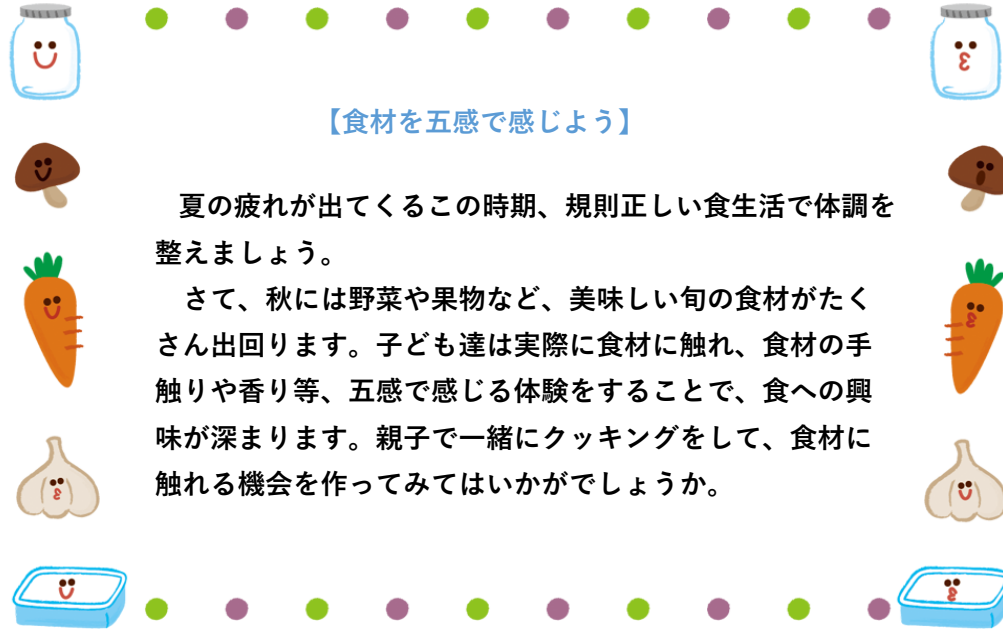 【食材を五感で感じよう】
夏の疲れが出てくるこの時期、規則正しい食生活で体調を
整えましょう。
さて、秋には野菜や果物など、美味しい旬の食材がたく
さん出回ります。子ども達は実際に食材に触れ、食材の手
触りや香り等、五感で感じる体験をすることで、食への興
味が深まります。親子で一緒にクッキングをして、食材に
触れる機会を作ってみてはいかがでしょうか。